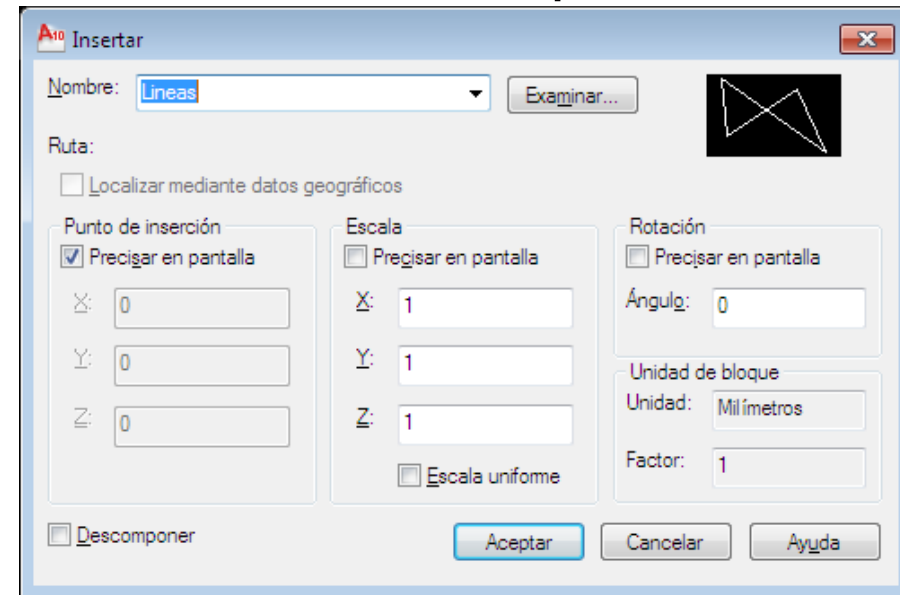 A10 Insertar
Nombre: Lineas Examinar...
Ruta:
Localizar mediante datos geográficos
Punto de inserción
Precisar en pantalla
X: 0
Y: 0
Z: 0
Escala
Precisar en pantalla
X: 1
Y: 1
Z: 1
Escala uniforme
Rotación
Precisar en pantalla
Ángulo: 0
Unidad de bloque
Unidad: Milímetros
Factor: 1
Descomponer
Aceptar Cancelar Ayuda